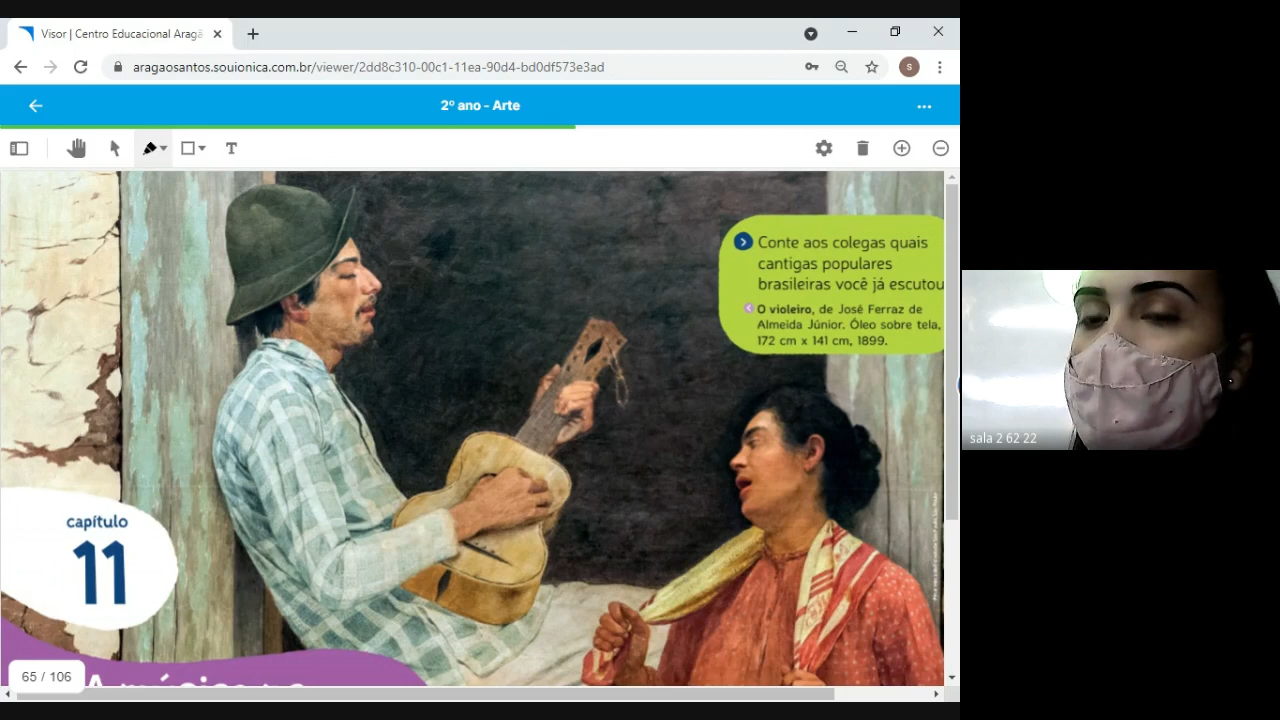 Visor | Centro Educacional Aragã
aragaosantos.souionica.com.br/viewer/2dd8c310-00c1-11ea-90d4-bd0df573e3ad
s
2º ano - Arte
T
Conte aos colegas quais
cantigas populares
brasileiras você já escutou
O violeiro, de José Ferraz de
Almeida Júnior. Óleo sobre tela,
172 cm x 141 cm, 1899.
capítulo
11
65 / 106
sala 2 62 22